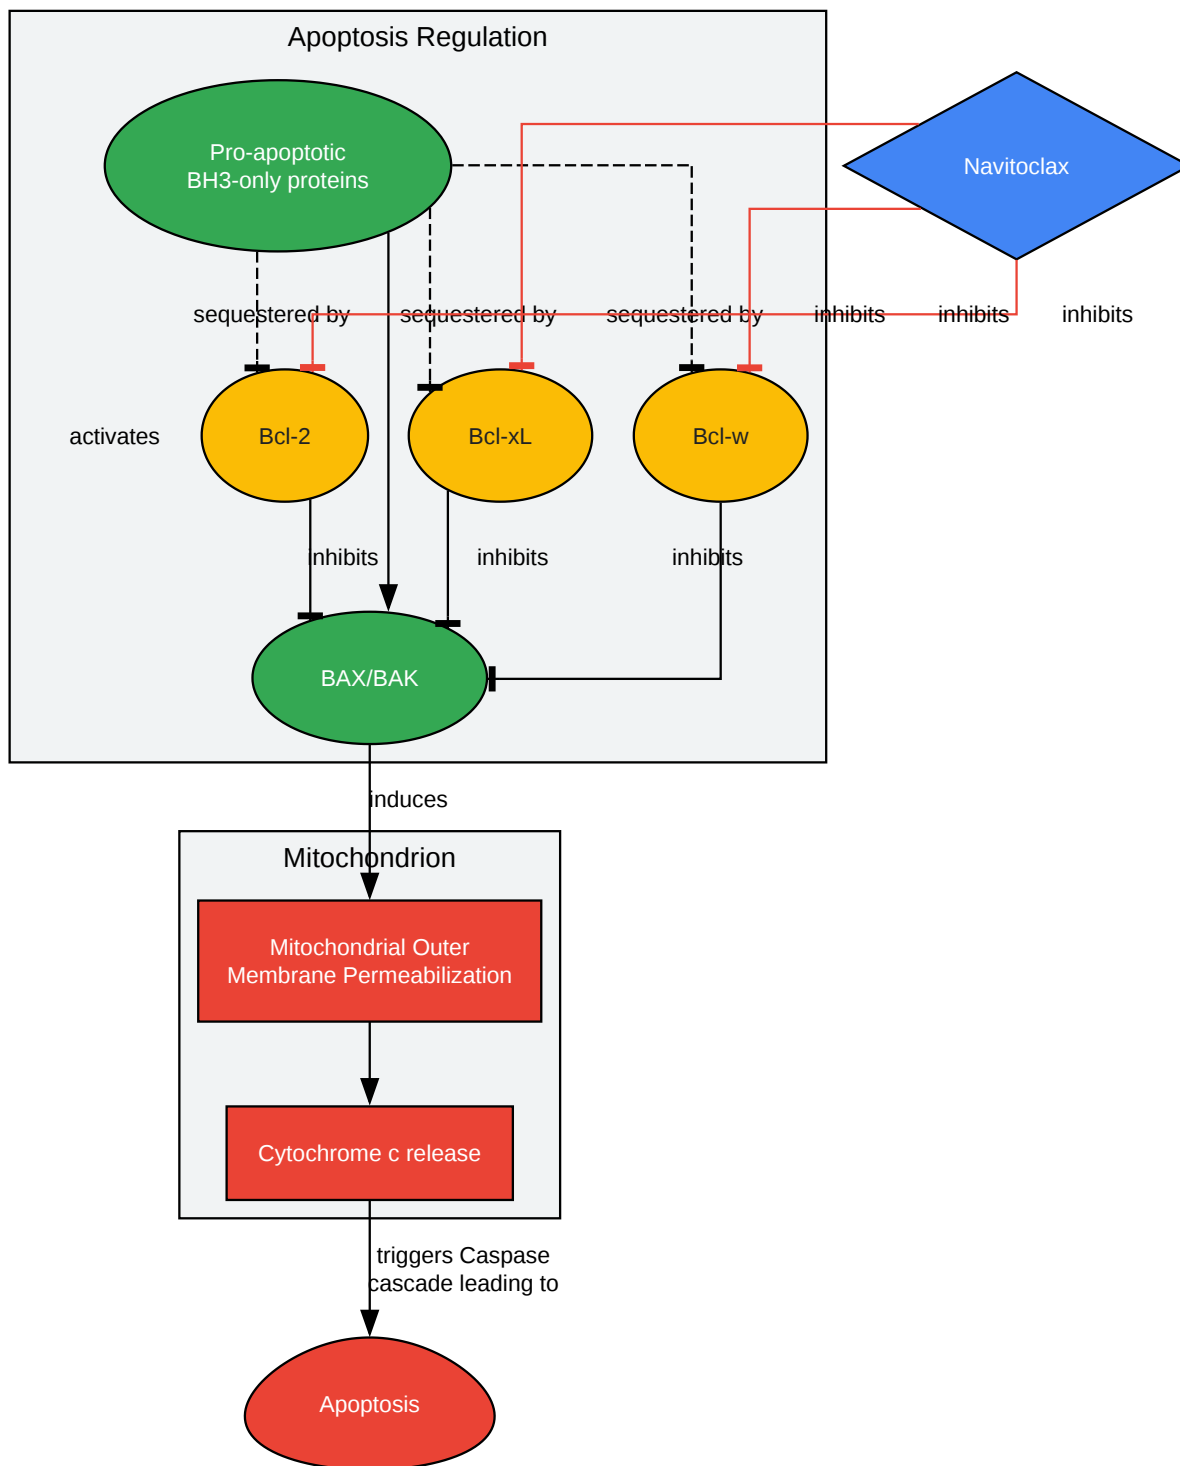 Apoptosis Regulation
Pro-apoptotic
BH3-only proteins
Navitoclax
sequestered by
sequestered by
sequestered by
inhibits
inhibits
inhibits
activates
Bcl-2
Bcl-xL
Bcl-w
inhibits
inhibits
inhibits
BAX/BAK
induces
Mitochondrion
Mitochondrial Outer
Membrane Permeabilization
Cytochrome c release
triggers Caspase
cascade leading to
Apoptosis